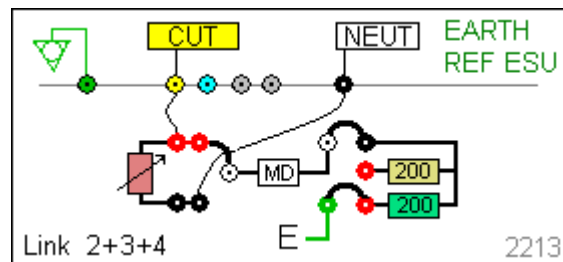 CUT
NEUT
EARTH
REF ESU
MD
200
200
E
Link 2+3+4
2213